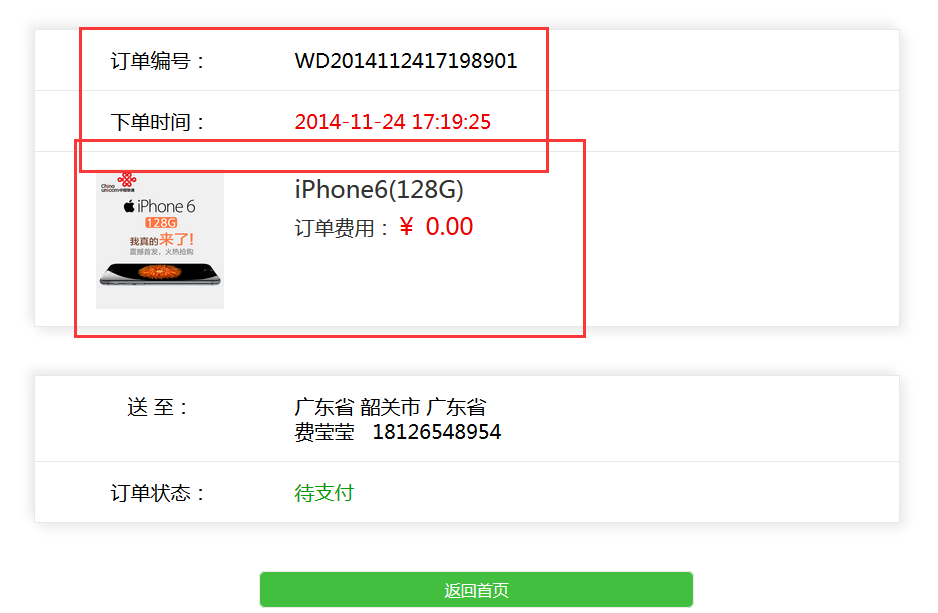 订单编号： WD2014112417198901
下单时间： 2014-11-24 17:19:25
China
unicom中国联通
iPhone 6
128G
我真的来了!
震撼首发，火热抢购
iPhone6(128G)
订单费用： ¥ 0.00
送 至： 广东省 韶关市 广东省
费莹莹 18126548954
订单状态： 待支付
返回首页